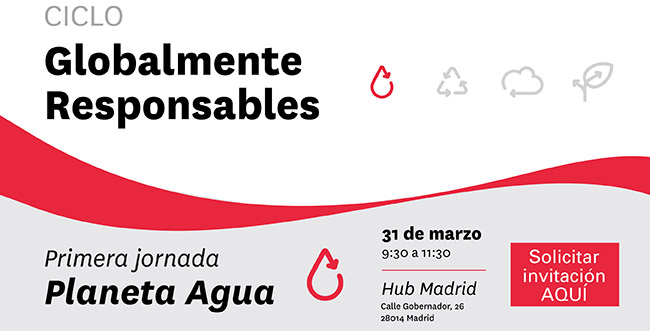 CICLO
Globalmente
Responsables
Primera jornada
Planeta Agua
31 de marzo
9:30 a 11:30
Hub Madrid
Calle Gobernador, 26
28014 Madrid
Solicitar
invitación
AQUÍ